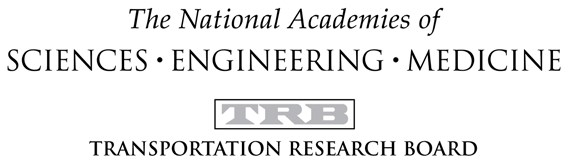 The National Academies of
SCIENCES · ENGINEERING · MEDICINE
TRB
TRANSPORTATION RESEARCH BOARD